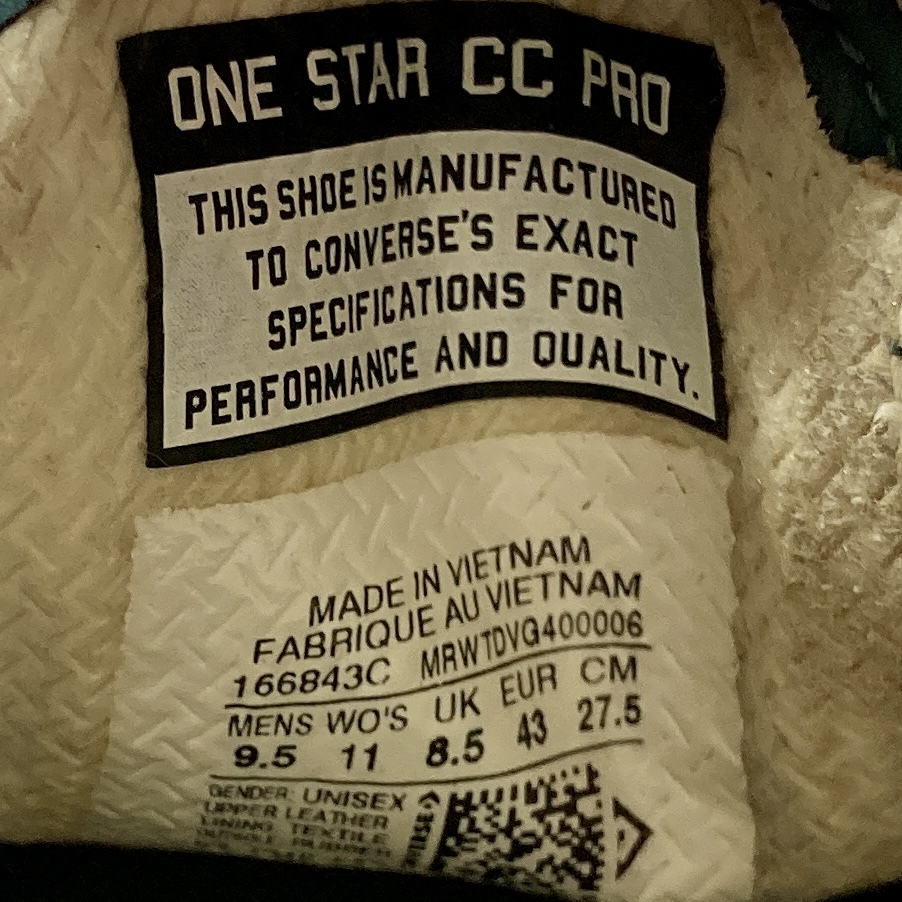 ONE STAR CC PRO
THIS SHOE IS MANUFACTURED
TO CONVERSE'S EXACT
SPECIFICATIONS FOR
PERFORMANCE AND QUALITY.
MADE IN VIETNAM
FABRIQUE AU VIETNAM
166843C MRWTDVG400006
MENS WO'S UK EUR CM
9.5 11 8.5 43 27.5
GENDER: UNISEX
UPPER LEATHER
LINING TEXTILE